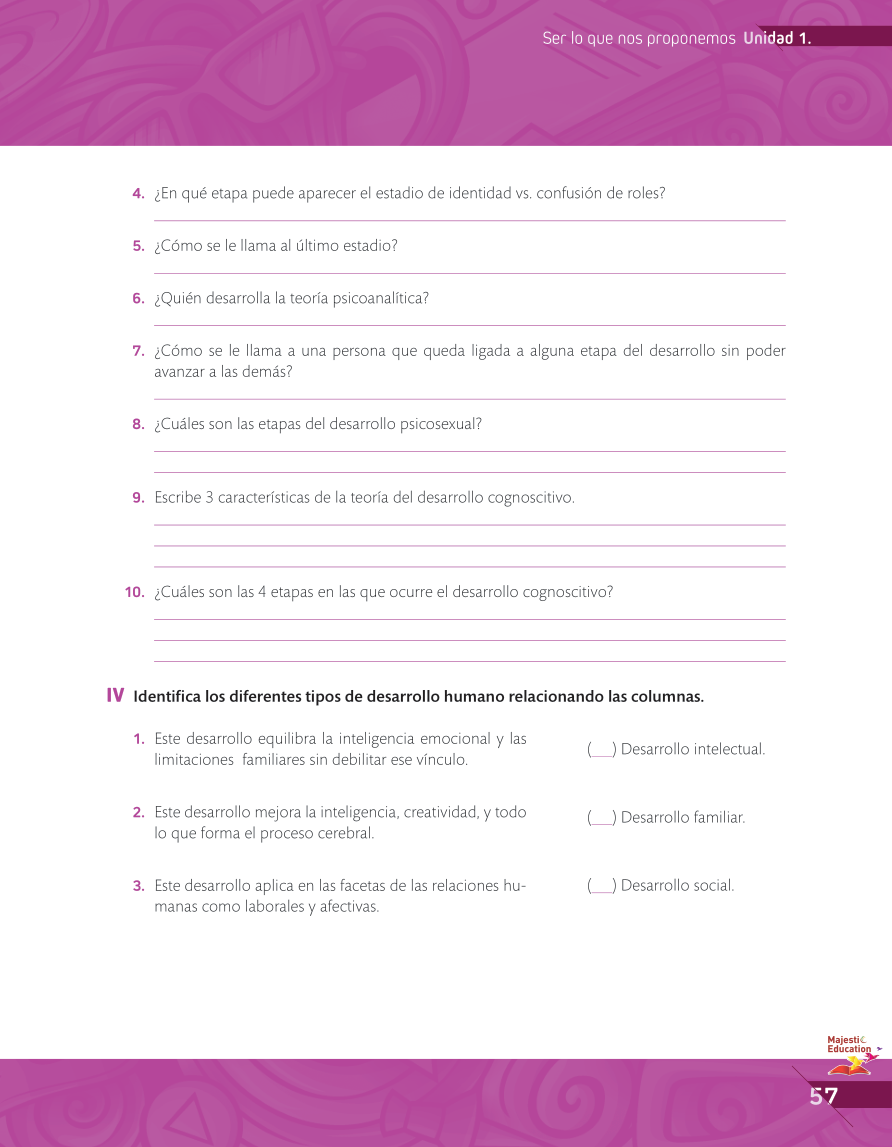 Ser lo que nos proponemos Unidad 1.
4. ¿En qué etapa puede aparecer el estadio de identidad vs. confusión de roles?
5. ¿Cómo se le llama al último estadio?
6. ¿Quién desarrolla la teoría psicoanalítica?
7. ¿Cómo se le llama a una persona que queda ligada a alguna etapa del desarrollo sin poder
avanzar a las demás?
8. ¿Cuáles son las etapas del desarrollo psicosexual?
9. Escribe 3 características de la teoría del desarrollo cognoscitivo.
10. ¿Cuáles son las 4 etapas en las que ocurre el desarrollo cognoscitivo?
IV Identifica los diferentes tipos de desarrollo humano relacionando las columnas.
1. Este desarrollo equilibra la inteligencia emocional y las
limitaciones familiares sin debilitar ese vínculo.
(___) Desarrollo intelectual.
2. Este desarrollo mejora la inteligencia, creatividad, y todo
lo que forma el proceso cerebral.
(___) Desarrollo familiar.
3. Este desarrollo aplica en las facetas de las relaciones hu-
manas como laborales y afectivas.
(___) Desarrollo social.
Majestic
Education
57